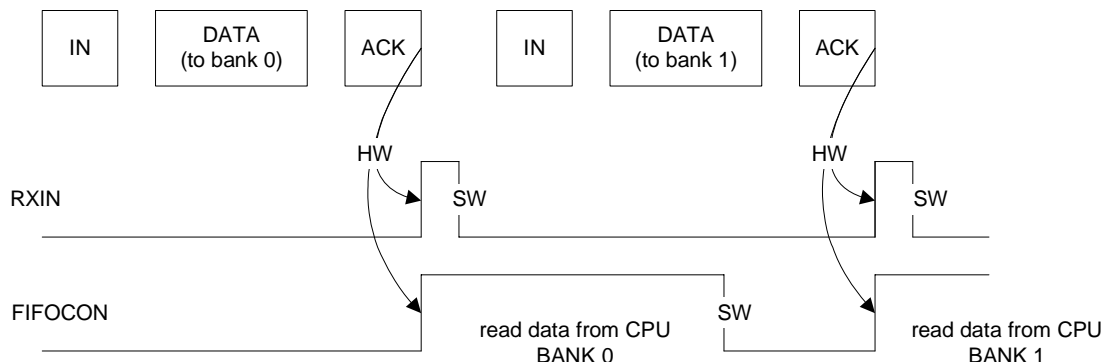 IN
DATA
(to bank 0)
ACK
IN
DATA
(to bank 1)
ACK
HW
HW
RXIN
SW
SW
FIFOCON
SW
read data from CPU
BANK 0
read data from CPU
BANK 1